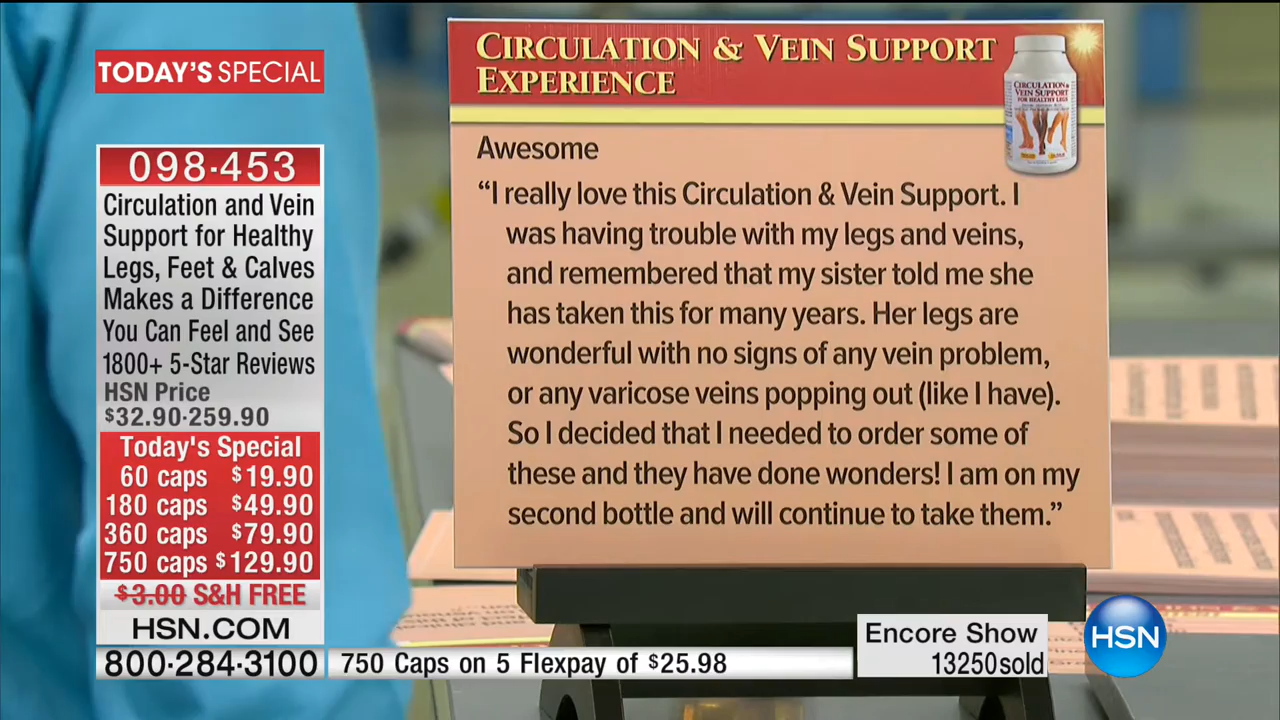 TODAY'S SPECIAL
098·453
Circulation and Vein
Support for Healthy
Legs, Feet & Calves
Makes a Difference
You Can Feel and See
1800+ 5-Star Reviews
HSN Price
$32.90-259.90
Today's Special
60 caps $19.90
180 caps $49.90
360 caps $79.90
750 caps $129.90
$3.00 S&H FREE
HSN.COM
800·284·3100
750 Caps on 5 Flexpay of $25.98
CIRCULATION & VEIN SUPPORT
EXPERIENCE
CIRCULATION &
VEIN SUPPORT
FOR HEALTHY LEGS
Awesome
“I really love this Circulation & Vein Support. I
was having trouble with my legs and veins,
and remembered that my sister told me she
has taken this for many years. Her legs are
wonderful with no signs of any vein problem,
or any varicose veins popping out (like I have).
So I decided that I needed to order some of
these and they have done wonders! I am on my
second bottle and will continue to take them.”
Encore Show
13250 sold
HSN